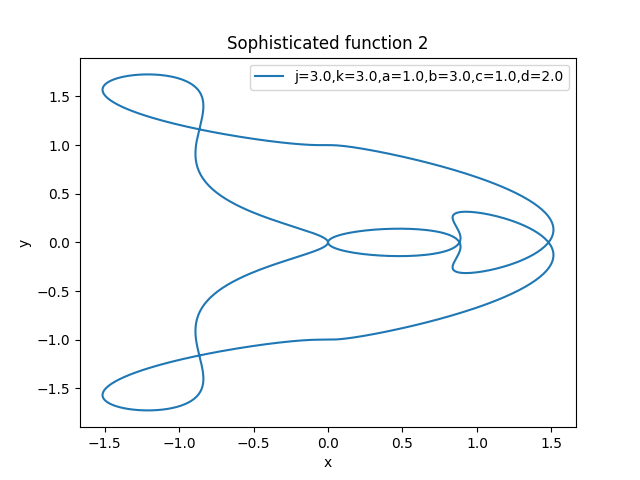 Sophisticated function 2
j=3.0,k=3.0,a=1.0,b=3.0,c=1.0,d=2.0
1.5
1.0
0.5
0.0
−0.5
−1.0
−1.5
y
−1.5 −1.0 −0.5 0.0 0.5 1.0 1.5
x